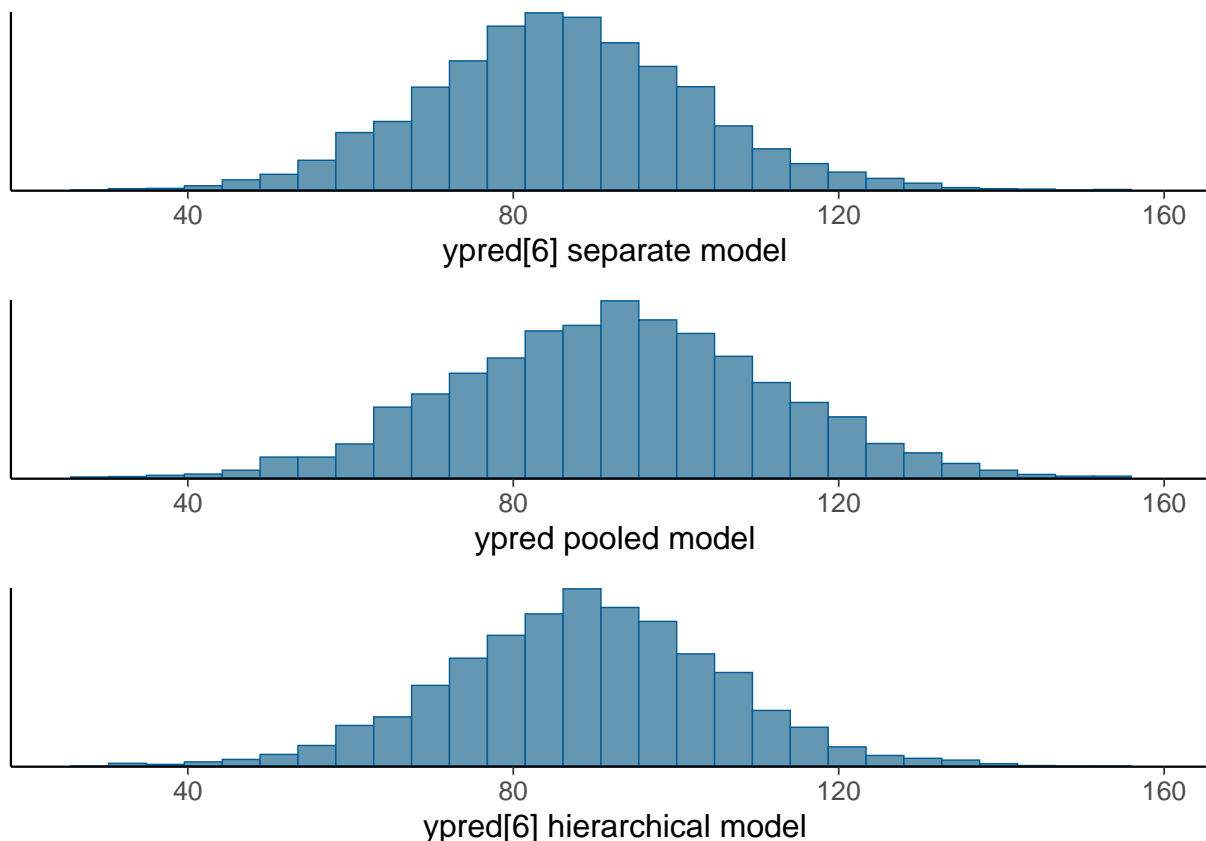 40 80 120 160
ypred[6] separate model
40 80 120 160
ypred pooled model
40 80 120 160
ypred[6] hierarchical model